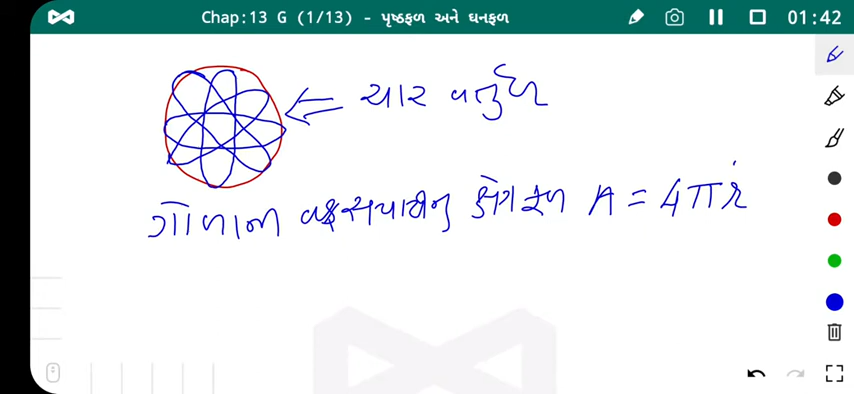 Chap:13 G (1/13) - પૃષ્ઠફળ અને ઘનફળ
01:42
ચાર વર્તુળ
ગોળાના વક્રસપાટીનું ક્ષેત્રફળ A = 4πr²